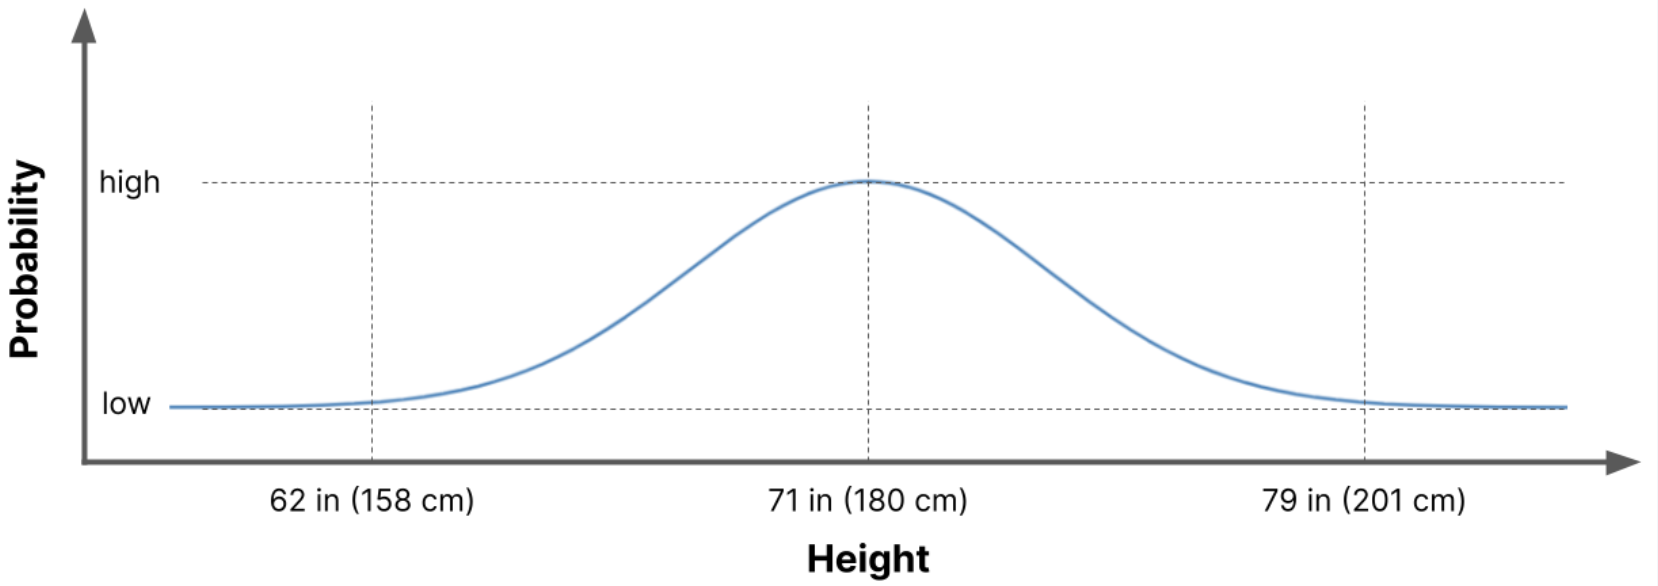 Probability
high
low
62 in (158 cm)
71 in (180 cm)
79 in (201 cm)
Height